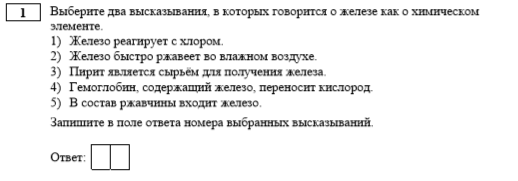 1 Выберите два высказывания, в которых говорится о железе как о химическом
элементе.
1) Железо реагирует с хлором.
2) Железо быстро ржавеет во влажном воздухе.
3) Пирит является сырьём для получения железа.
4) Гемоглобин, содержащий железо, переносит кислород.
5) В состав ржавчины входит железо.
Запишите в поле ответа номера выбранных высказываний.
Ответ: